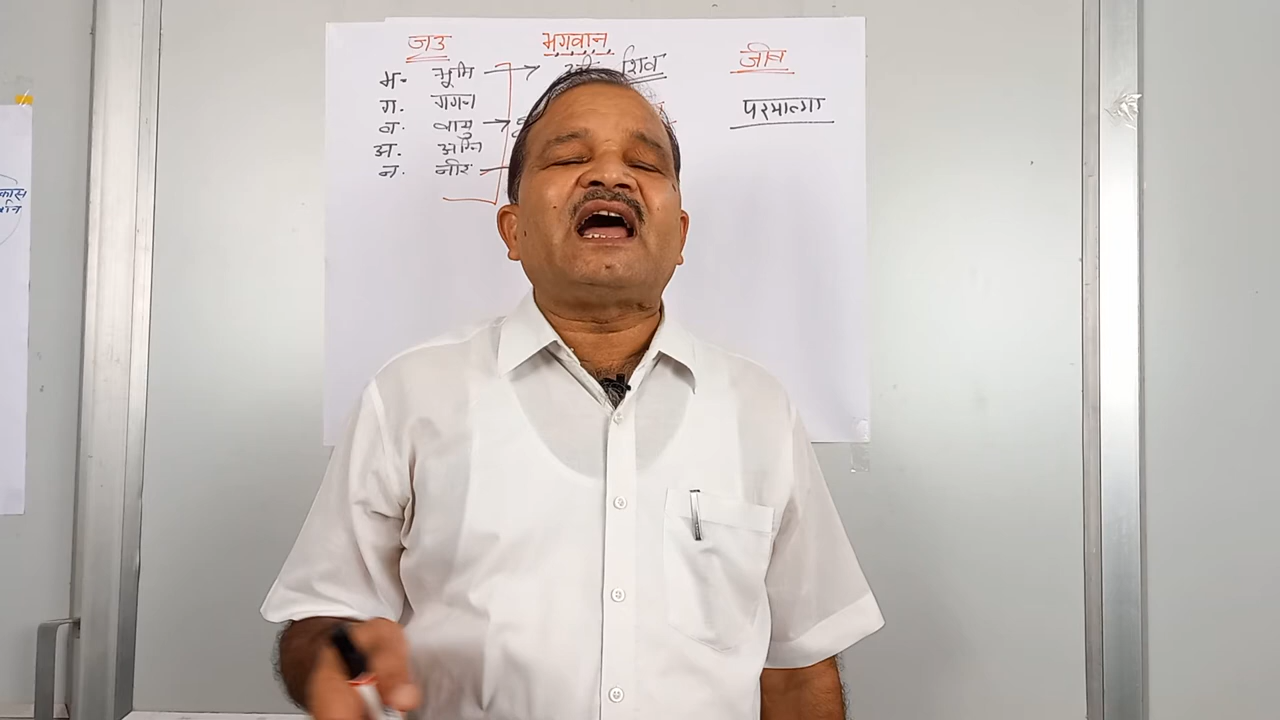 जड भगवान जीव
भ. भूमि → शिव
परमात्मा
ग. गगन
व. वायु →
अ. अग्नि
न. नीर